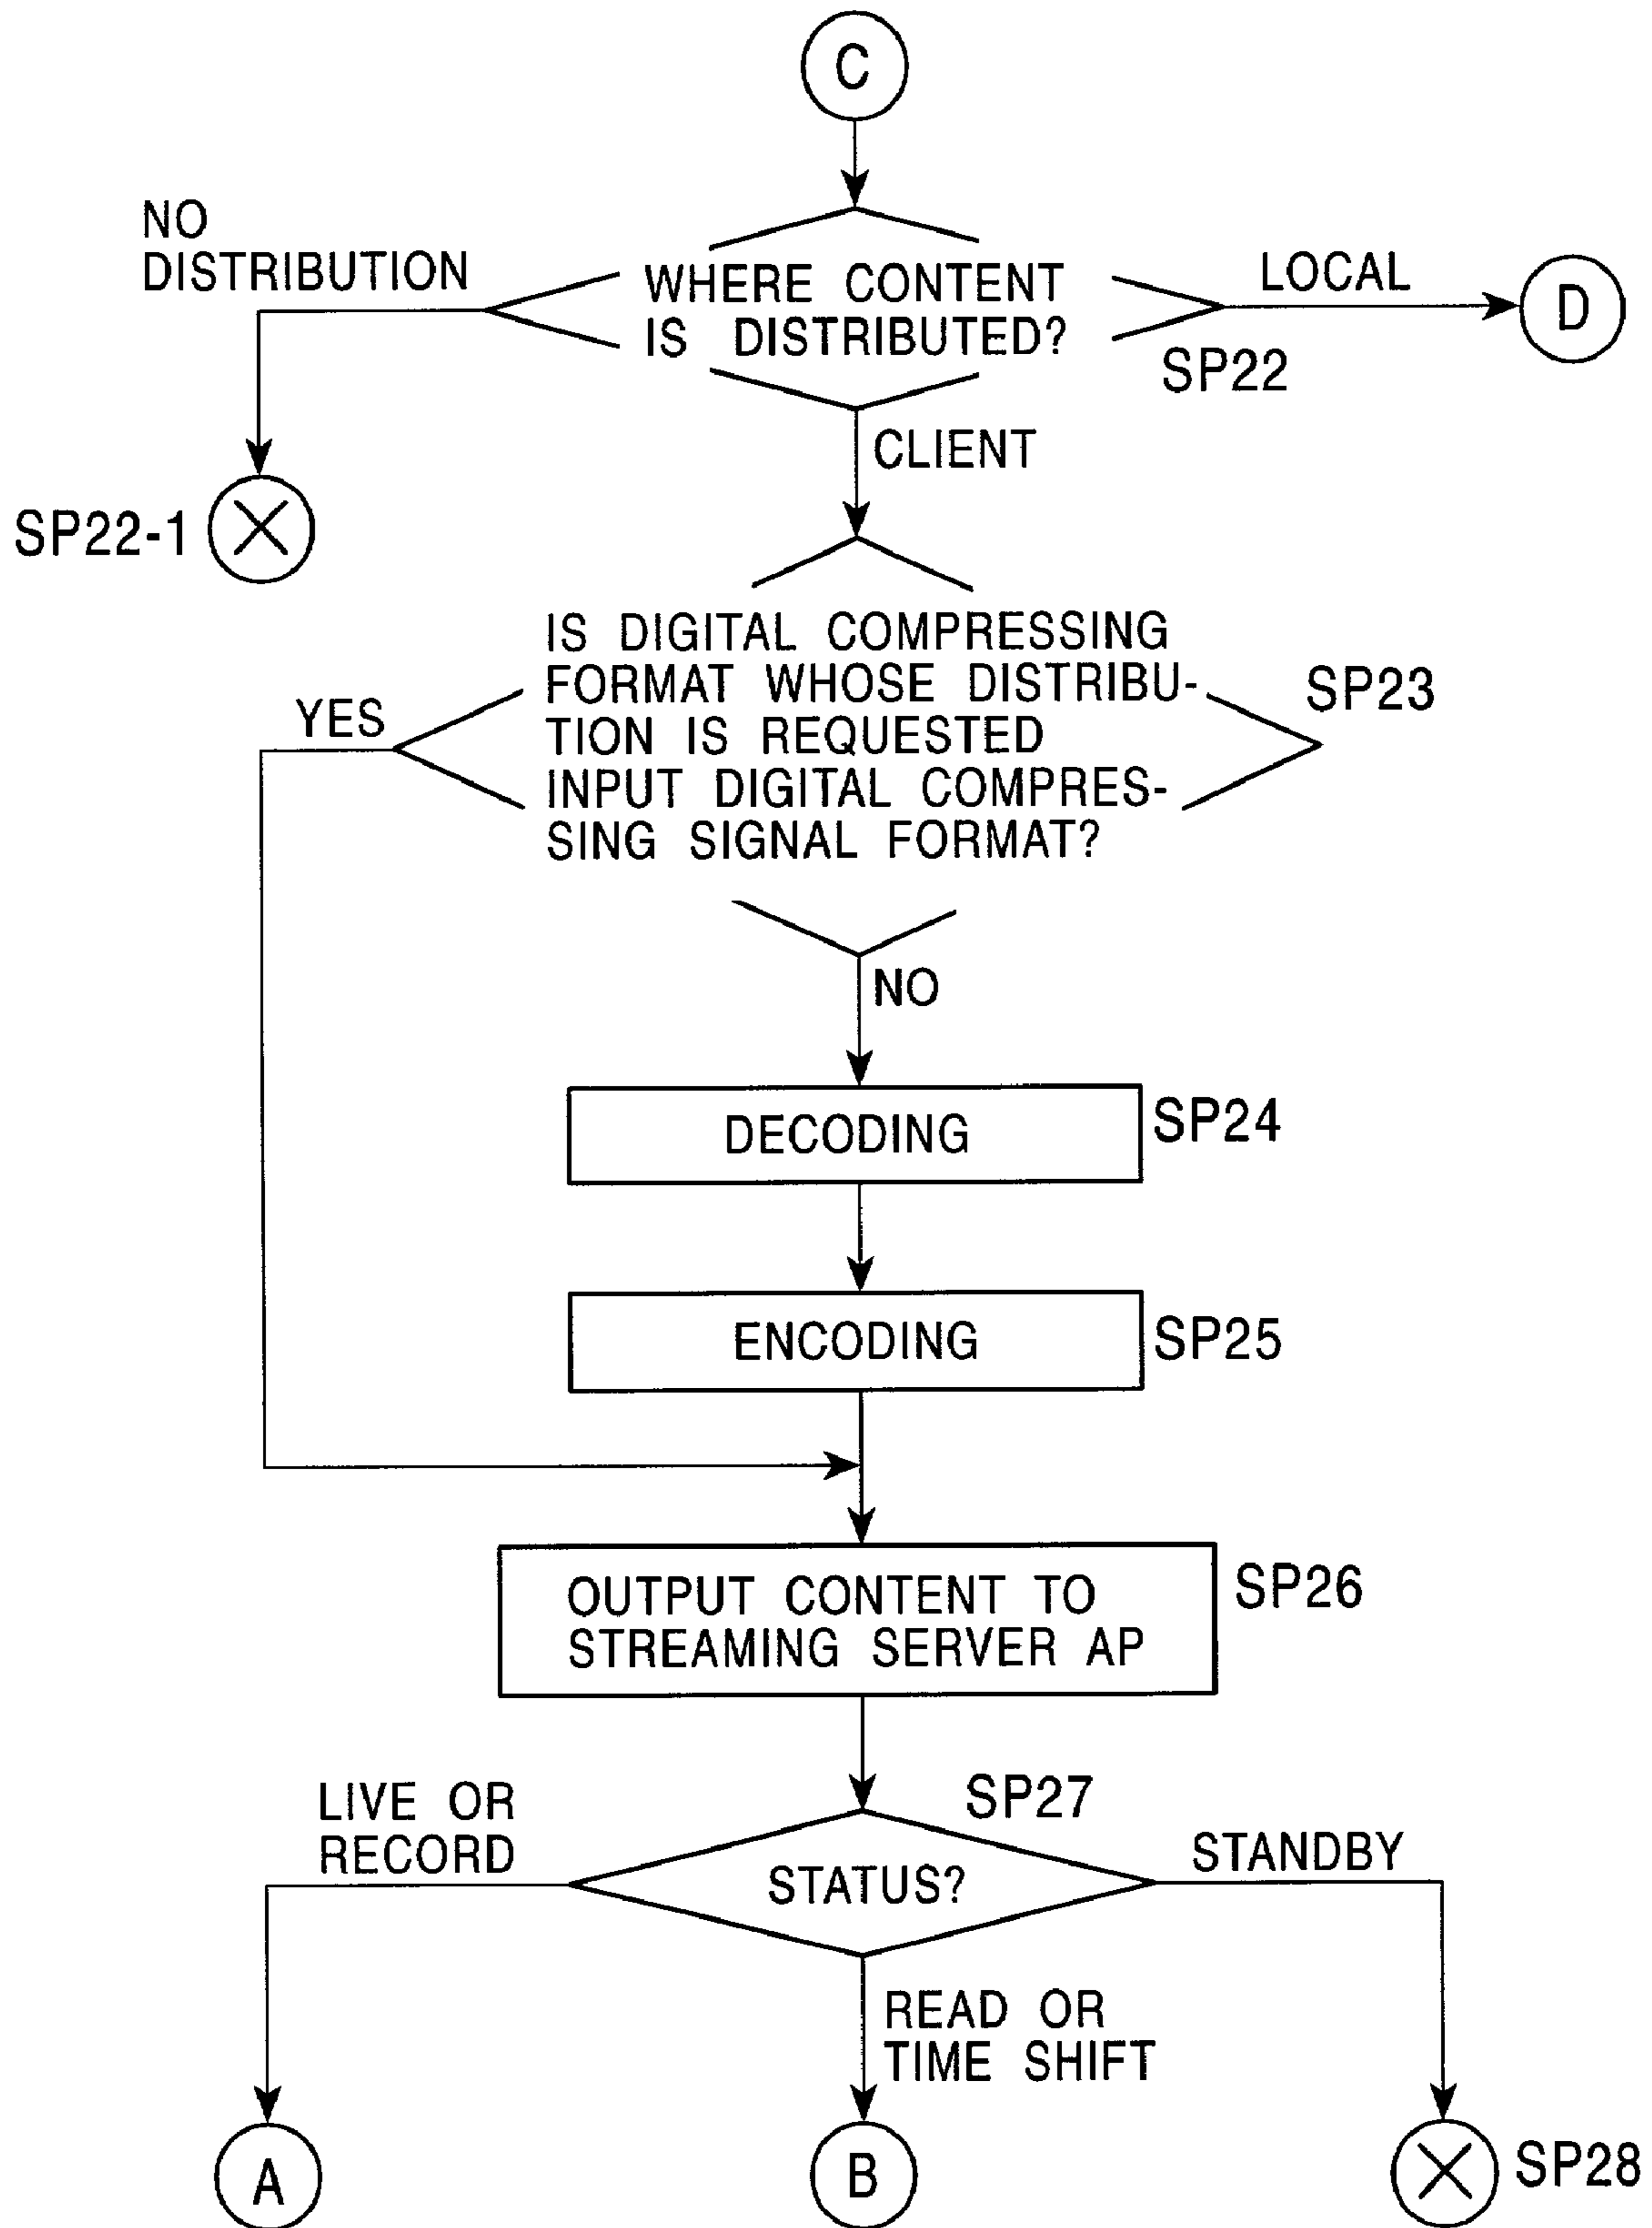 C
NO
DISTRIBUTION
WHERE CONTENT
IS DISTRIBUTED?
LOCAL
D
SP22
CLIENT
SP22-1
IS DIGITAL COMPRESSING
FORMAT WHOSE DISTRIBU-
TION IS REQUESTED
INPUT DIGITAL COMPRES-
SING SIGNAL FORMAT?
SP23
YES
NO
DECODING
SP24
ENCODING
SP25
OUTPUT CONTENT TO
STREAMING SERVER AP
SP26
SP27
LIVE OR
RECORD
STATUS?
STANDBY
READ OR
TIME SHIFT
A
B
SP28